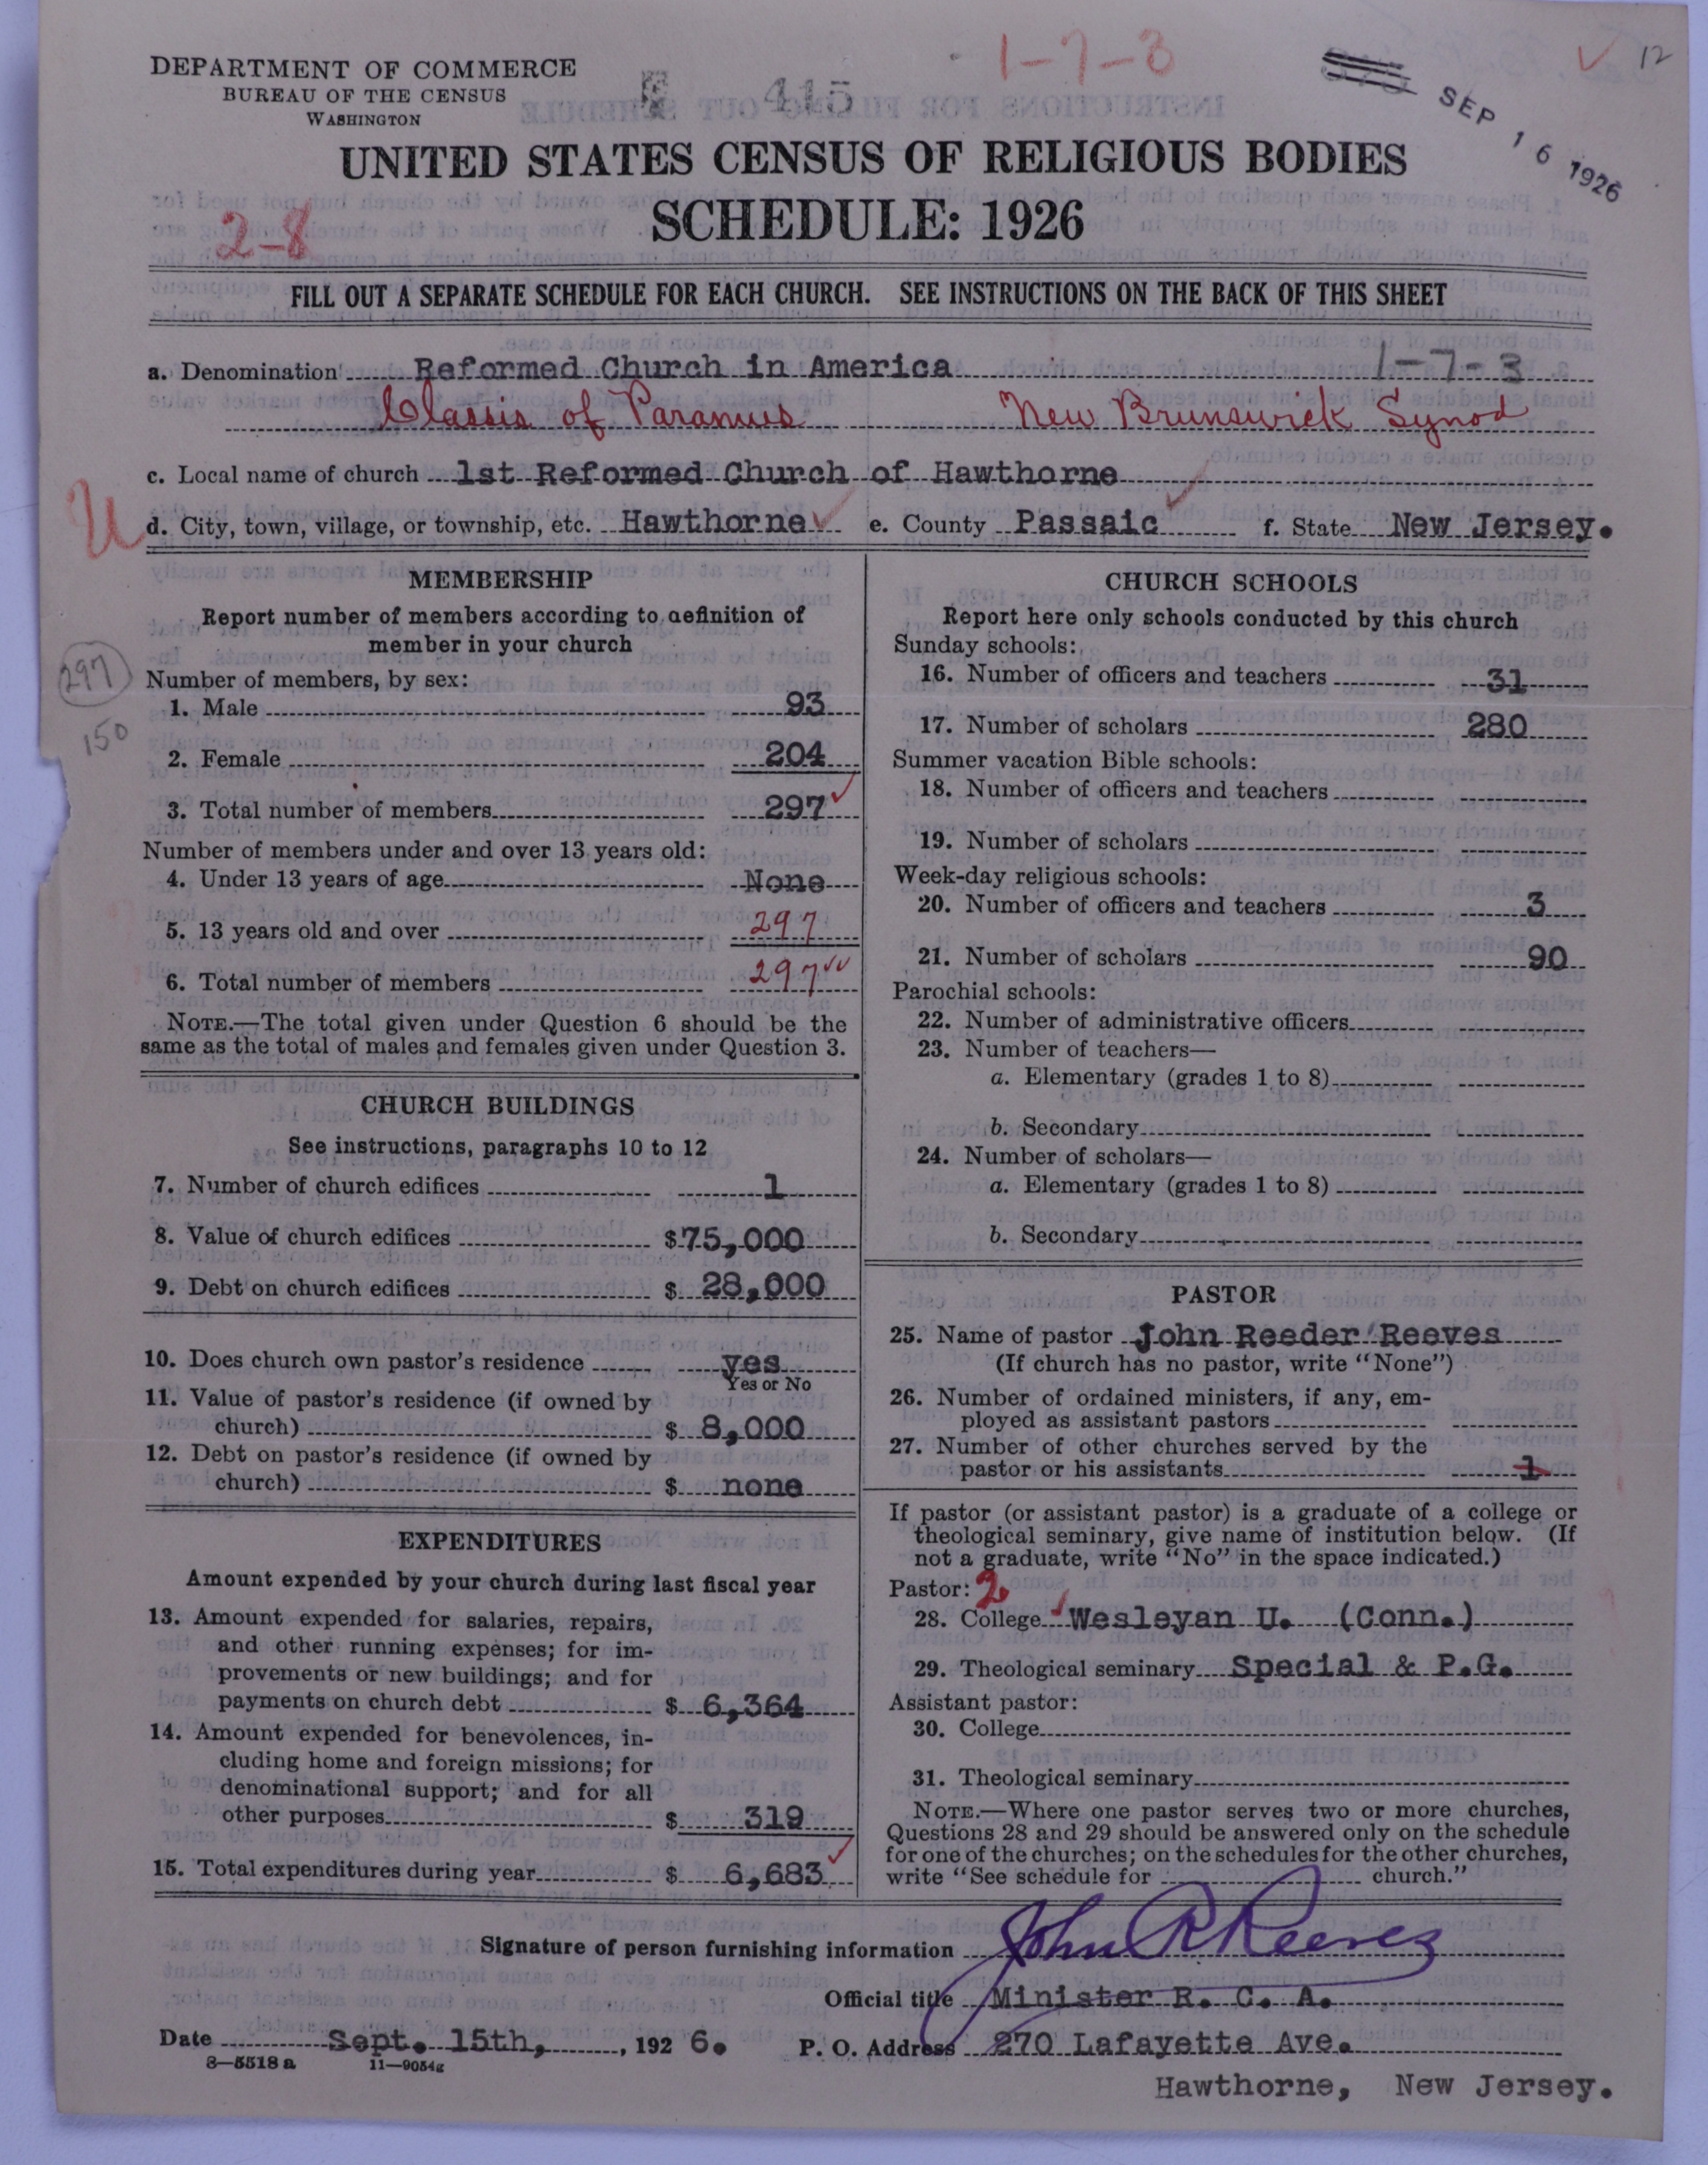 1-7-3
12
DEPARTMENT OF COMMERCE
BUREAU OF THE CENSUS
WASHINGTON
415
SEP 16 1926
UNITED STATES CENSUS OF RELIGIOUS BODIES
SCHEDULE: 1926
2-8
FILL OUT A SEPARATE SCHEDULE FOR EACH CHURCH. SEE INSTRUCTIONS ON THE BACK OF THIS SHEET
a. Denomination Reformed Church in America 1-7-3
Classis of Paramus New Brunswick Synod
c. Local name of church 1st Reformed Church of Hawthorne
U
d. City, town, village, or township, etc. Hawthorne e. County Passaic f. State New Jersey.
MEMBERSHIP
Report number of members according to definition of
member in your church
297
150
Number of members, by sex:
1. Male 93
2. Female 204
3. Total number of members 297
Number of members under and over 13 years old:
4. Under 13 years of age None
5. 13 years old and over 297
6. Total number of members 297
NOTE.—The total given under Question 6 should be the
same as the total of males and females given under Question 3.
CHURCH BUILDINGS
See instructions, paragraphs 10 to 12
7. Number of church edifices 1
8. Value of church edifices $75,000
9. Debt on church edifices $ 28,000
10. Does church own pastor's residence yes
Yes or No
11. Value of pastor's residence (if owned by
church) $ 8,000
12. Debt on pastor's residence (if owned by
church) $ none
EXPENDITURES
Amount expended by your church during last fiscal year
13. Amount expended for salaries, repairs,
and other running expenses; for im-
provements or new buildings; and for
payments on church debt $ 6,364
14. Amount expended for benevolences, in-
cluding home and foreign missions; for
denominational support; and for all
other purposes $ 319
15. Total expenditures during year $ 6,683
CHURCH SCHOOLS
Report here only schools conducted by this church
Sunday schools:
16. Number of officers and teachers 31
17. Number of scholars 280
Summer vacation Bible schools:
18. Number of officers and teachers
19. Number of scholars
Week-day religious schools:
20. Number of officers and teachers 3
21. Number of scholars 90
Parochial schools:
22. Number of administrative officers
23. Number of teachers—
a. Elementary (grades 1 to 8)
b. Secondary
24. Number of scholars—
a. Elementary (grades 1 to 8)
b. Secondary
PASTOR
25. Name of pastor John Reeder Reeves
(If church has no pastor, write "None")
26. Number of ordained ministers, if any, em-
ployed as assistant pastors
27. Number of other churches served by the
pastor or his assistants 1
If pastor (or assistant pastor) is a graduate of a college or
theological seminary, give name of institution below. (If
not a graduate, write "No" in the space indicated.)
Pastor: 2
28. College Wesleyan U. (Conn.)
29. Theological seminary Special & P.G.
Assistant pastor:
30. College
31. Theological seminary
NOTE.—Where one pastor serves two or more churches,
Questions 28 and 29 should be answered only on the schedule
for one of the churches; on the schedules for the other churches,
write "See schedule for church."
Signature of person furnishing information John R Reeves
Official title Minister R. C. A.
Date Sept. 15th, , 192 6. P. O. Address 270 Lafayette Ave.
8—5518 a 11—9054g
Hawthorne, New Jersey.